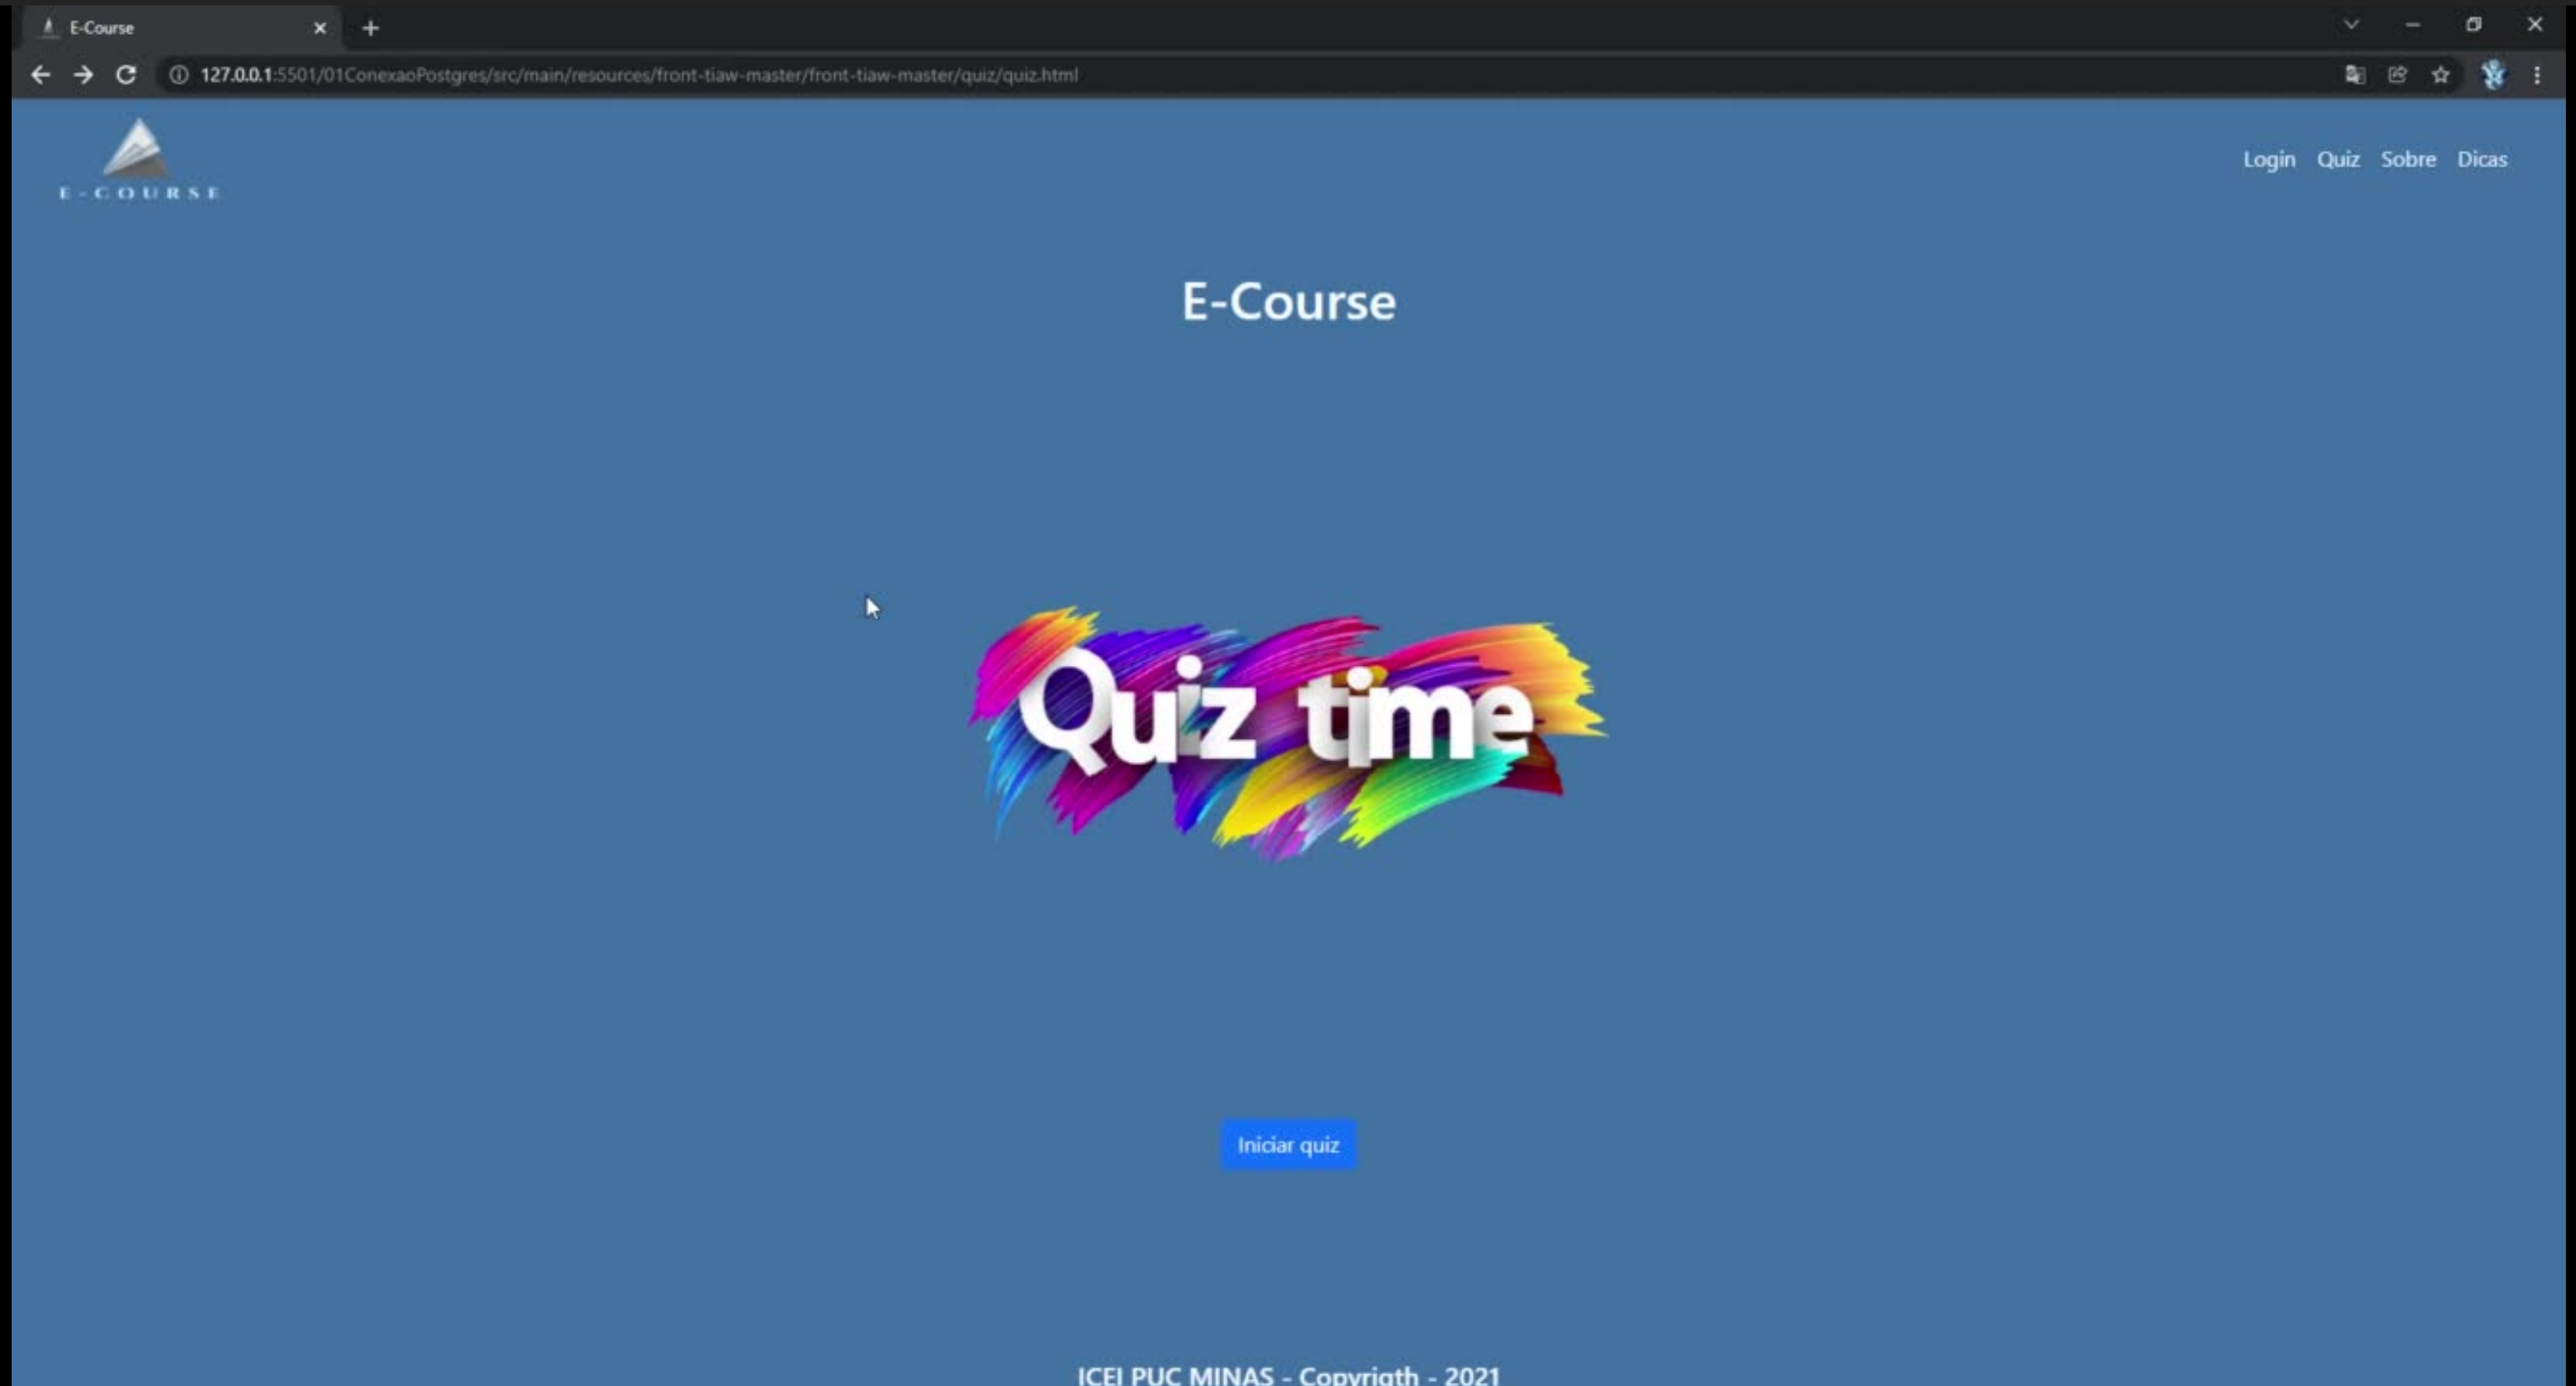 E-Course
127.0.0.1:5501/01ConexaoPostgres/src/main/resources/front-tiaw-master/front-tiaw-master/quiz/quiz.html
E-COURSE
Login Quiz Sobre Dicas
E-Course
Quiz time
Iniciar quiz
ICEI PUC MINAS - Copyrigth - 2021